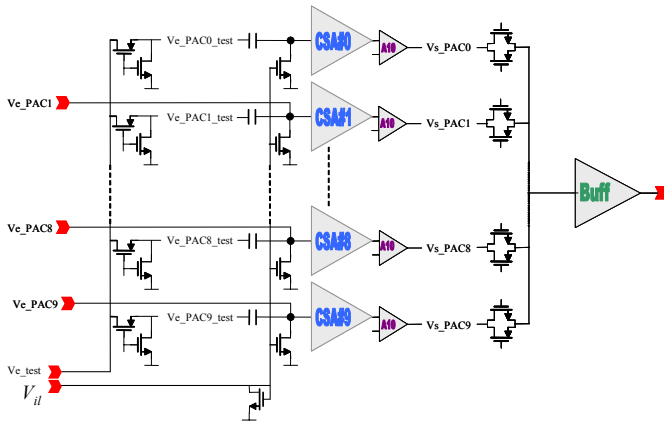 Ve_PAC0_test
CSA#0
A10
Vs_PAC0
Ve_PAC1
Ve_PAC1_test
CSA#1
A10
Vs_PAC1
Buff
Ve_PAC8
Ve_PAC8_test
CSA#8
A10
Vs_PAC8
Ve_PAC9
Ve_PAC9_test
CSA#9
A10
Vs_PAC9
Ve_test
Vil